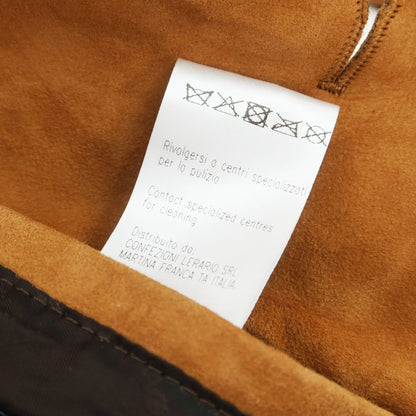 Rivolgersi a centri specializzati
per la pulizia
Contact specialized centres
for cleaning
Distribuito da:
CONFEZIONI LERARIO SRL
MARTINA FRANCA TA ITALIA